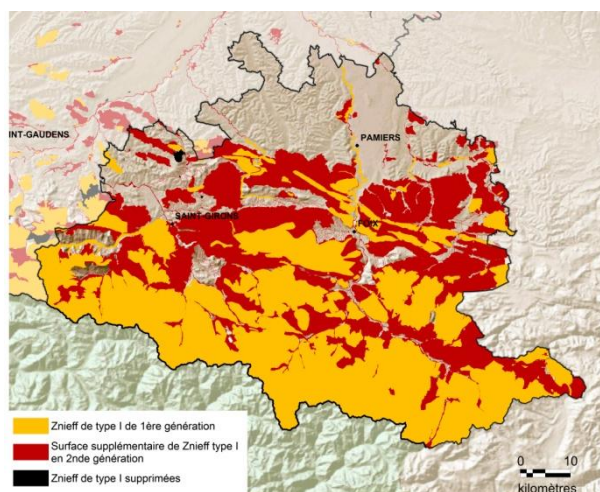 INT-GAUDENS
PAMIERS
SAINT-GIRONS
FOIX
Znieff de type I de 1ère génération
Surface supplémentaire de Znieff type I
en 2nde génération
Znieff de type I supprimées
0 10
kilomètres